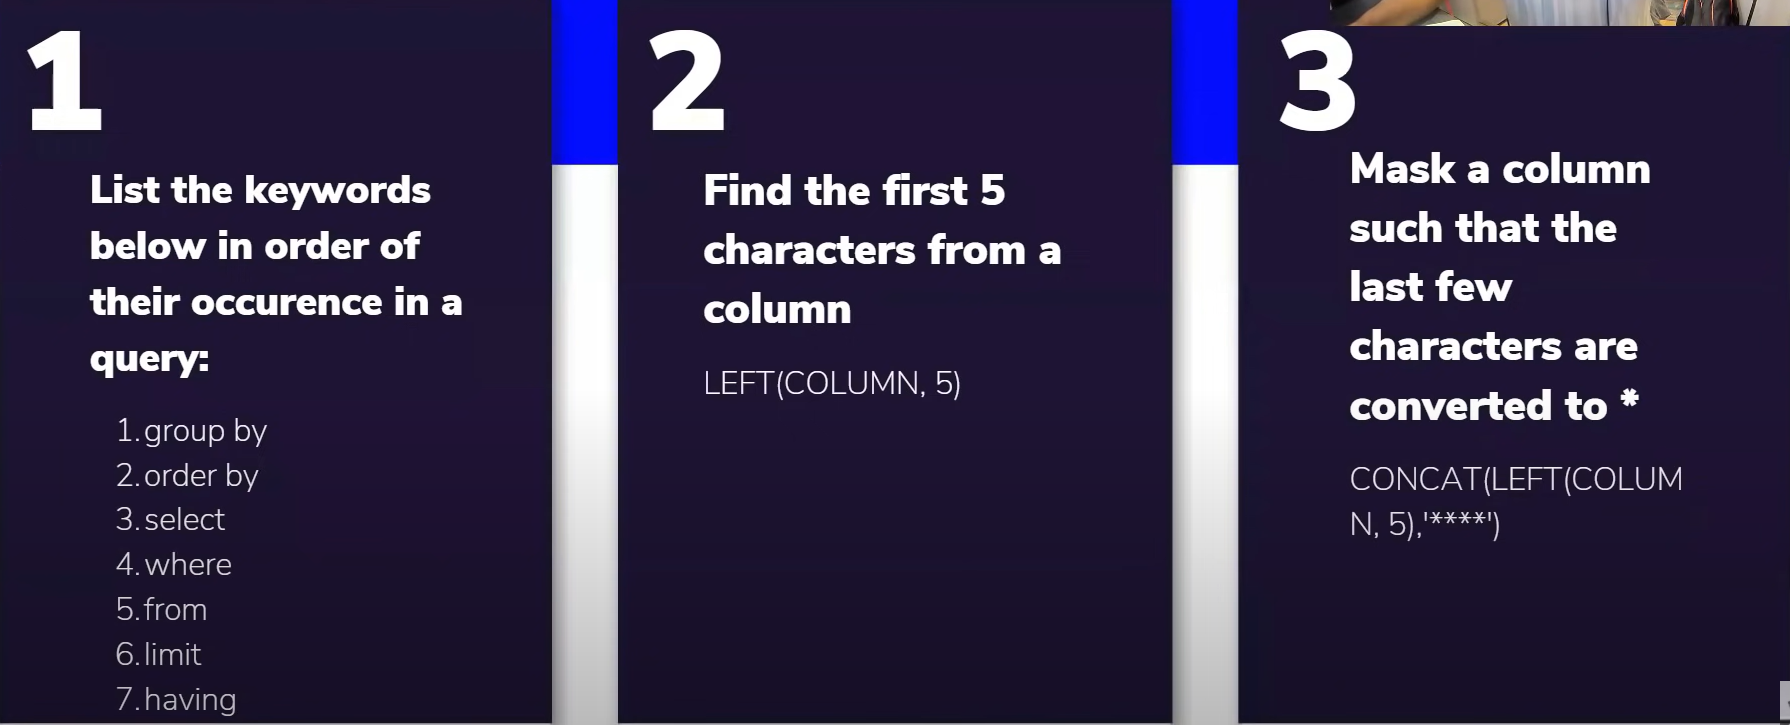 1
List the keywords
below in order of
their occurence in a
query:
1. group by
2. order by
3. select
4. where
5. from
6. limit
7. having
2
Find the first 5
characters from a
column
LEFT(COLUMN, 5)
3
Mask a column
such that the
last few
characters are
converted to *
CONCAT(LEFT(COLUM
N, 5),'****')